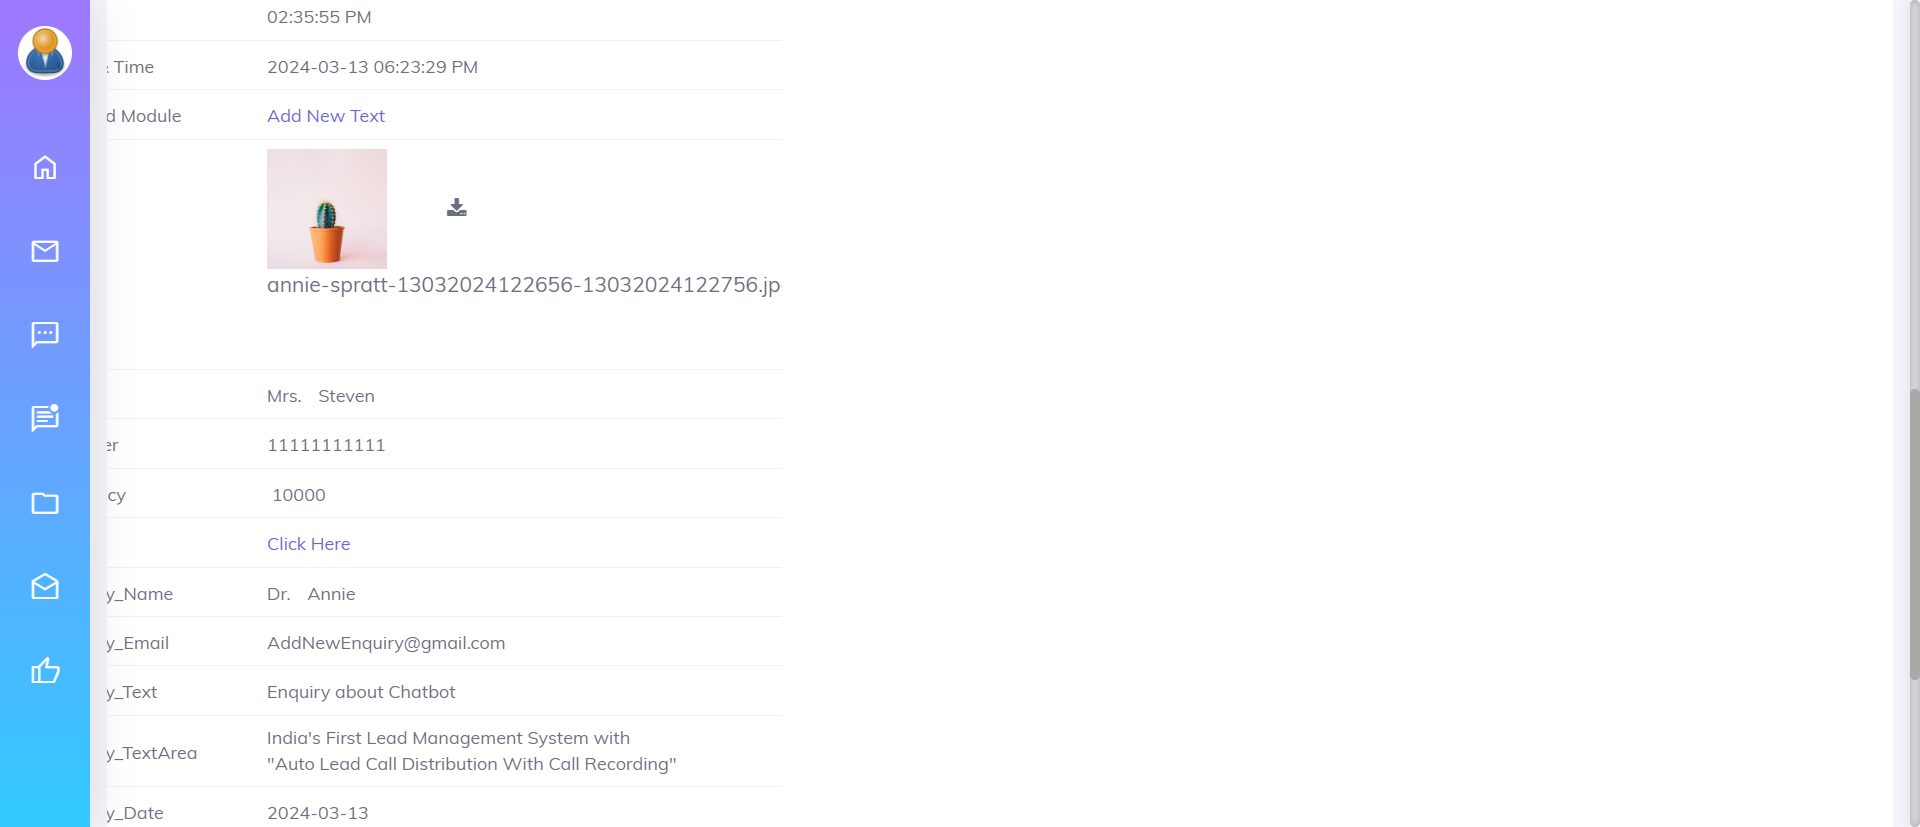 02:35:55 PM
Time 2024-03-13 06:23:29 PM
d Module Add New Text
annie-spratt-13032024122656-13032024122756.jp
Mrs. Steven
er 11111111111
cy 10000
Click Here
y_Name Dr. Annie
y_Email AddNewEnquiry@gmail.com
y_Text Enquiry about Chatbot
India's First Lead Management System with
y_TextArea
"Auto Lead Call Distribution With Call Recording"
y_Date 2024-03-13